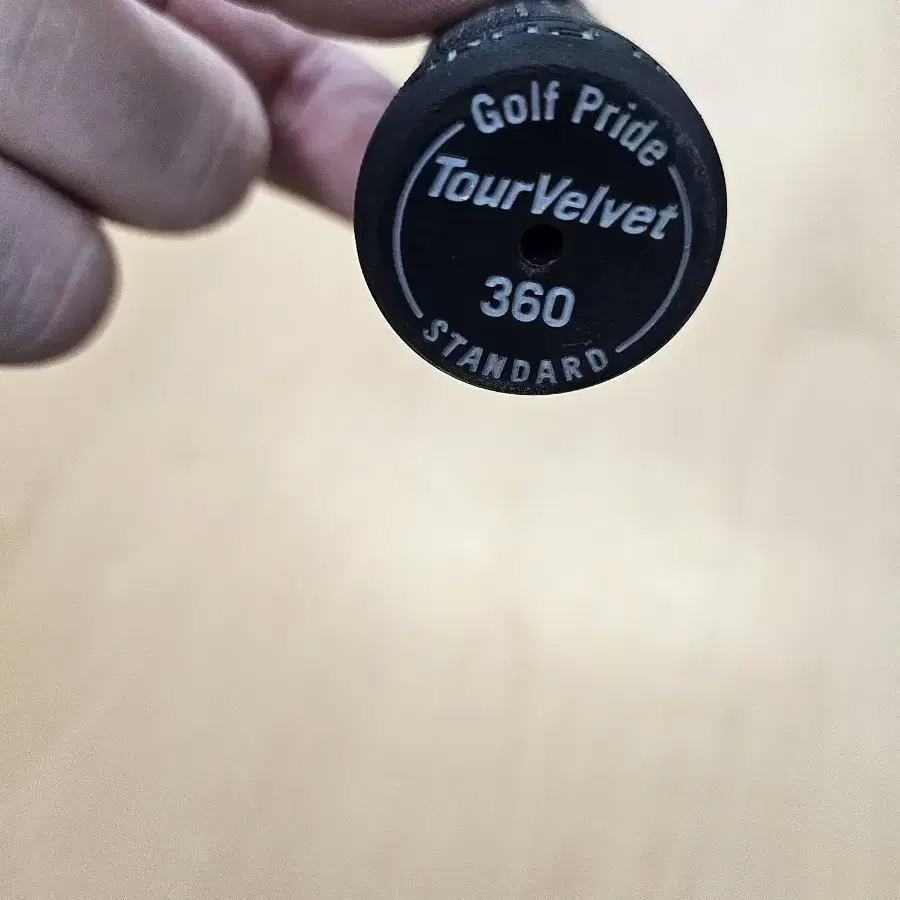 Golf Pride
TourVelvet
360
STANDARD